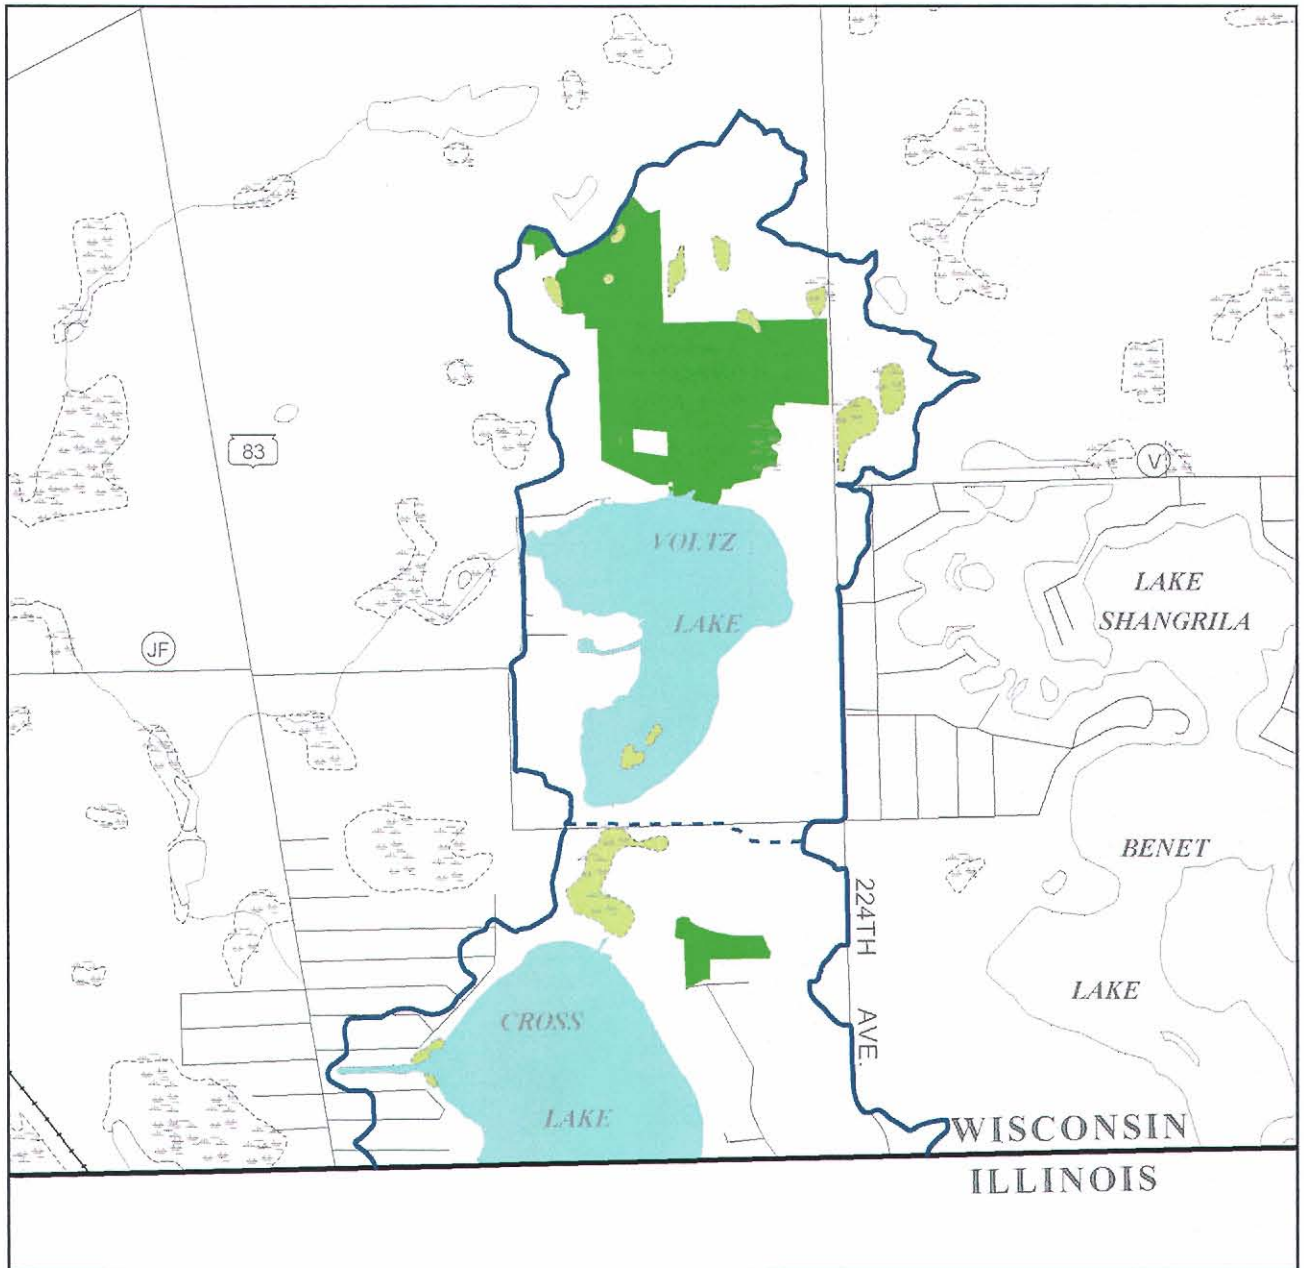 83
V
VOLTZ
LAKE
LAKE
SHANGRILA
JF
BENET
LAKE
224TH AVE.
CROSS
LAKE
WISCONSIN
ILLINOIS